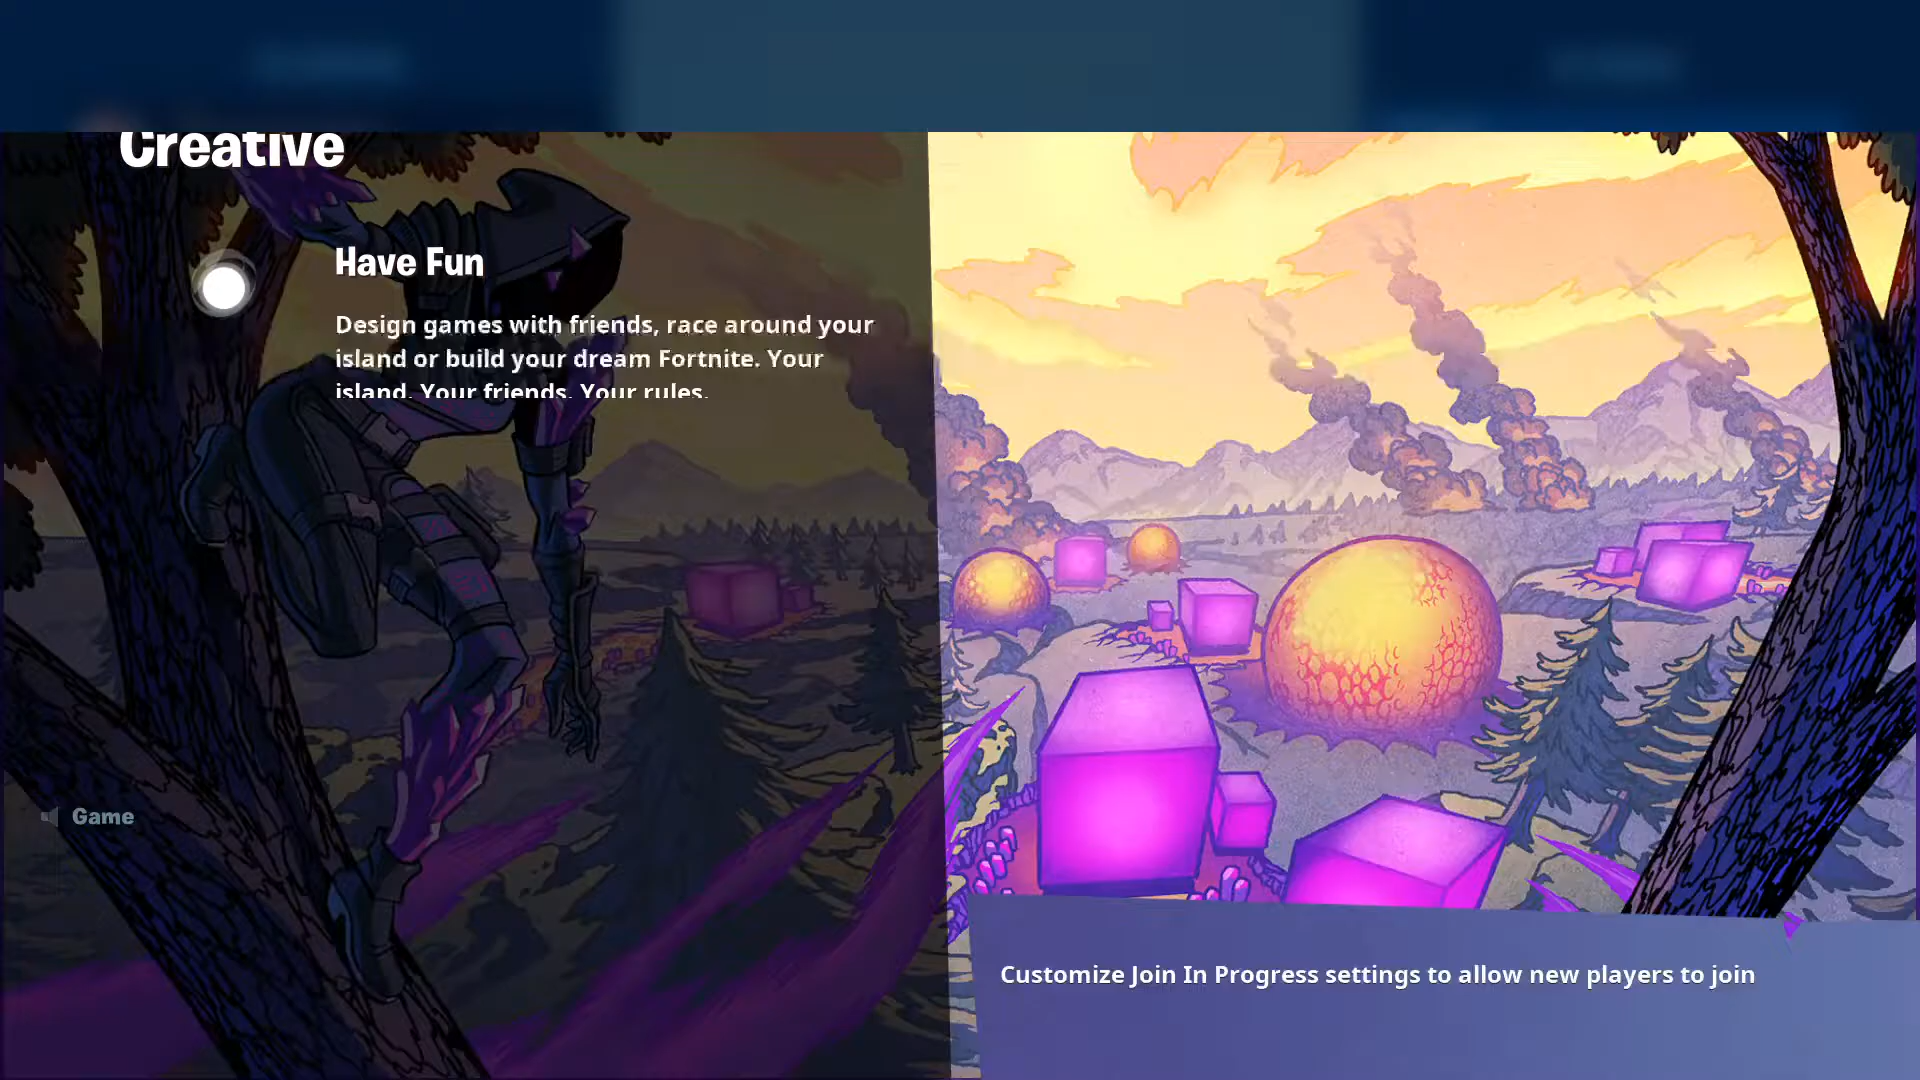 Creative
Have Fun
Design games with friends, race around your
island or build your dream Fortnite. Your
island. Your friends. Your rules.
Game
Customize Join In Progress settings to allow new players to join